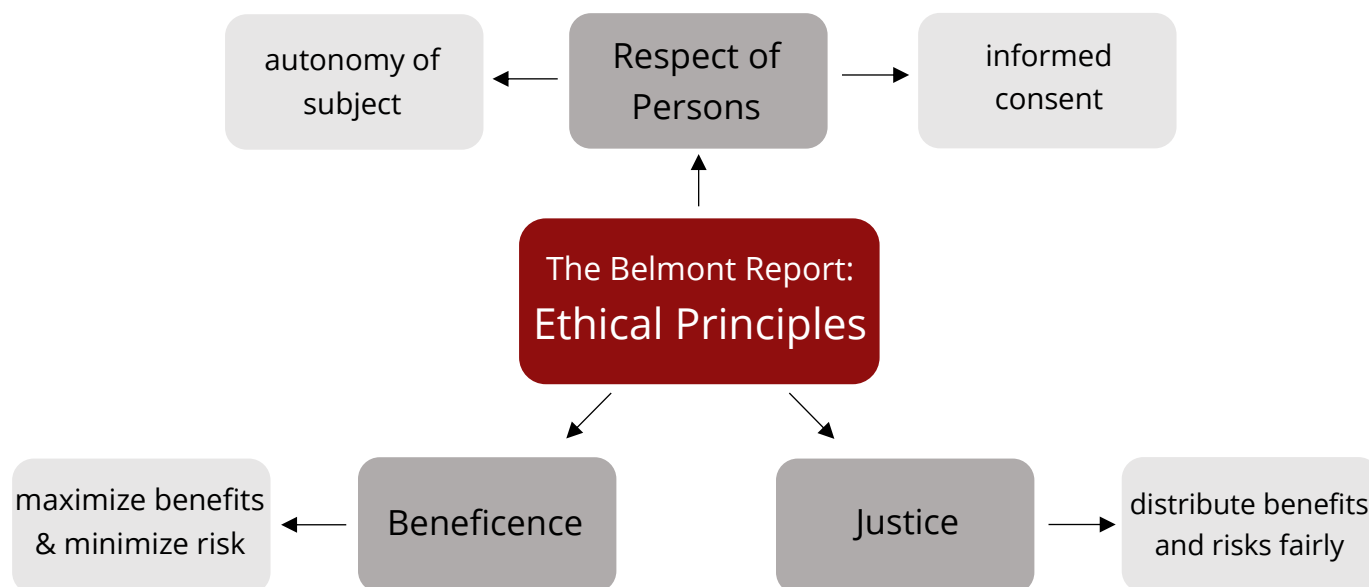 autonomy of
subject
Respect of
Persons
informed
consent
The Belmont Report:
Ethical Principles
maximize benefits
& minimize risk
Beneficence
Justice
distribute benefits
and risks fairly